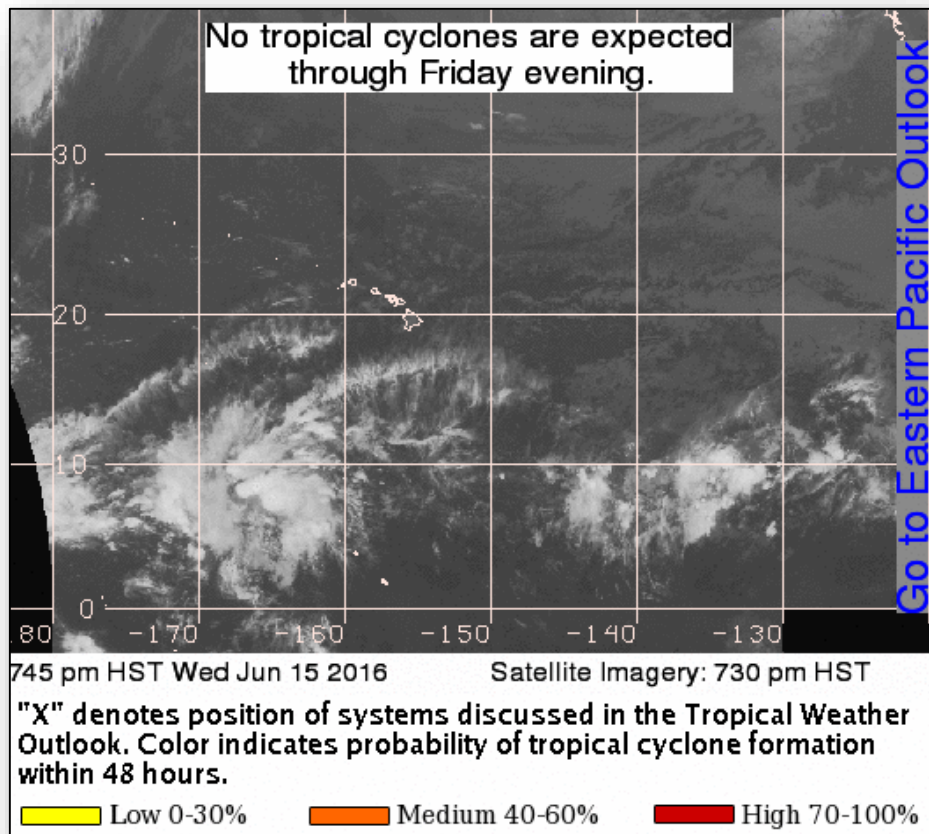 No tropical cyclones are expected
through Friday evening.
Go to Eastern Pacific Outlook
30
20
10
0
80 -170 -160 -150 -140 -130
745 pm HST Wed Jun 15 2016 Satellite Imagery: 730 pm HST
"X" denotes position of systems discussed in the Tropical Weather
Outlook. Color indicates probability of tropical cyclone formation
within 48 hours.
Low 0-30% Medium 40-60% High 70-100%